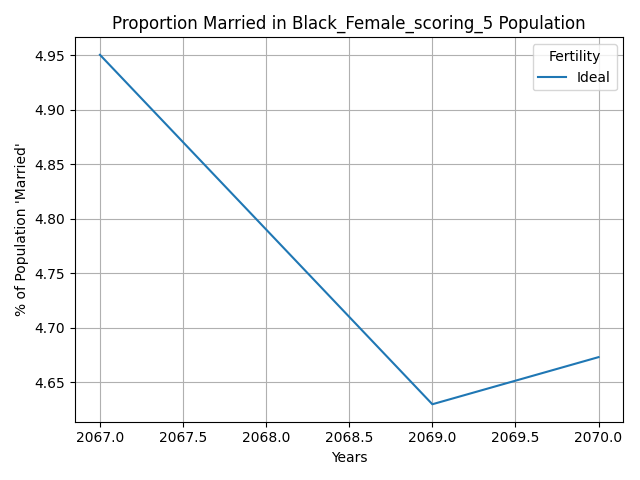 Proportion Married in Black_Female_scoring_5 Population
% of Population 'Married'
4.95
4.90
4.85
4.80
4.75
4.70
4.65
Fertility
Ideal
2067.0 2067.5 2068.0 2068.5 2069.0 2069.5 2070.0
Years